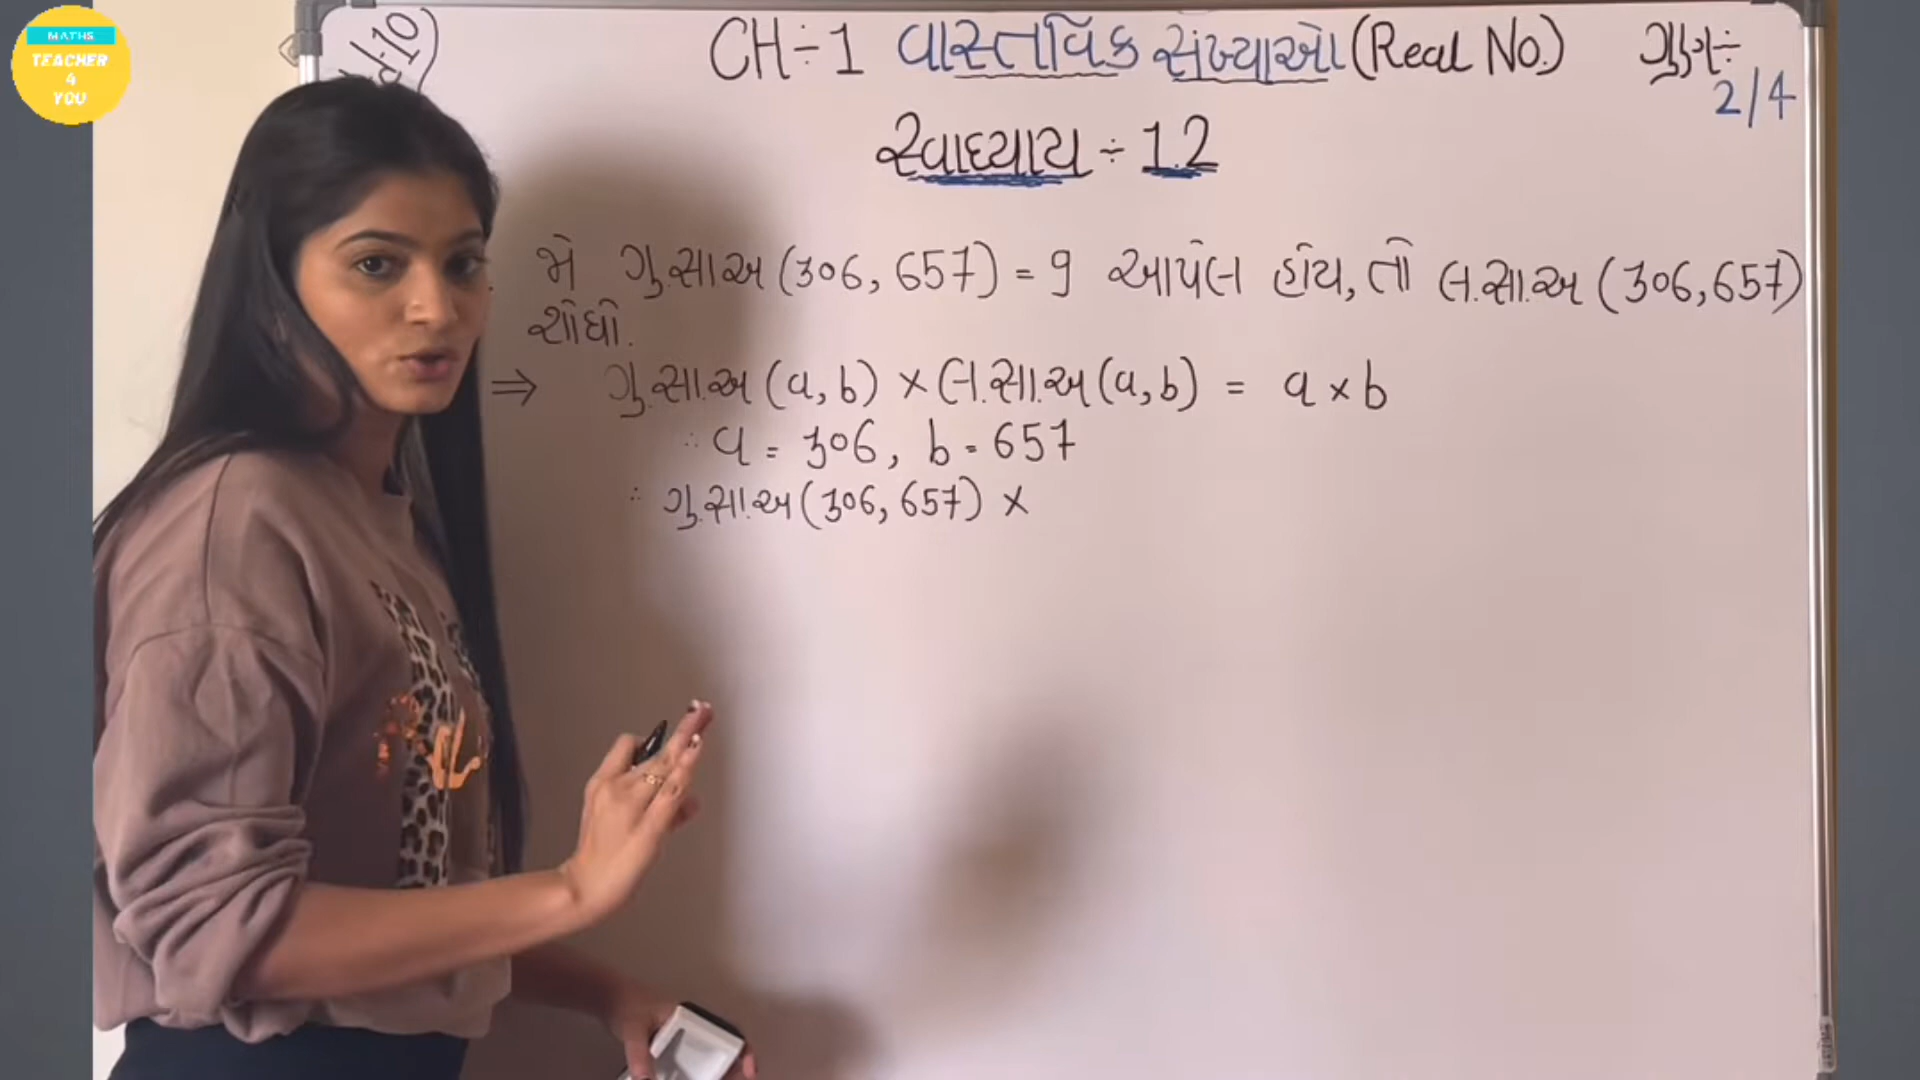 MATHS
TEACHER
4
YOU
CH÷1 વાસ્તવિક સંખ્યાઓ (Real No.)
ગુણ÷
2/4
સ્વાધ્યાય ÷ 1.2
જો ગુ.સા.અ (306, 657) = 9 આપેલ હોય, તો લ.સા.અ (306,657)
શોધો.
⇒ ગુ.સા.અ (a, b) × લ.સા.અ (a, b) = a × b
∴ a = 306, b = 657
∴ ગુ.સા.અ (306, 657) ×